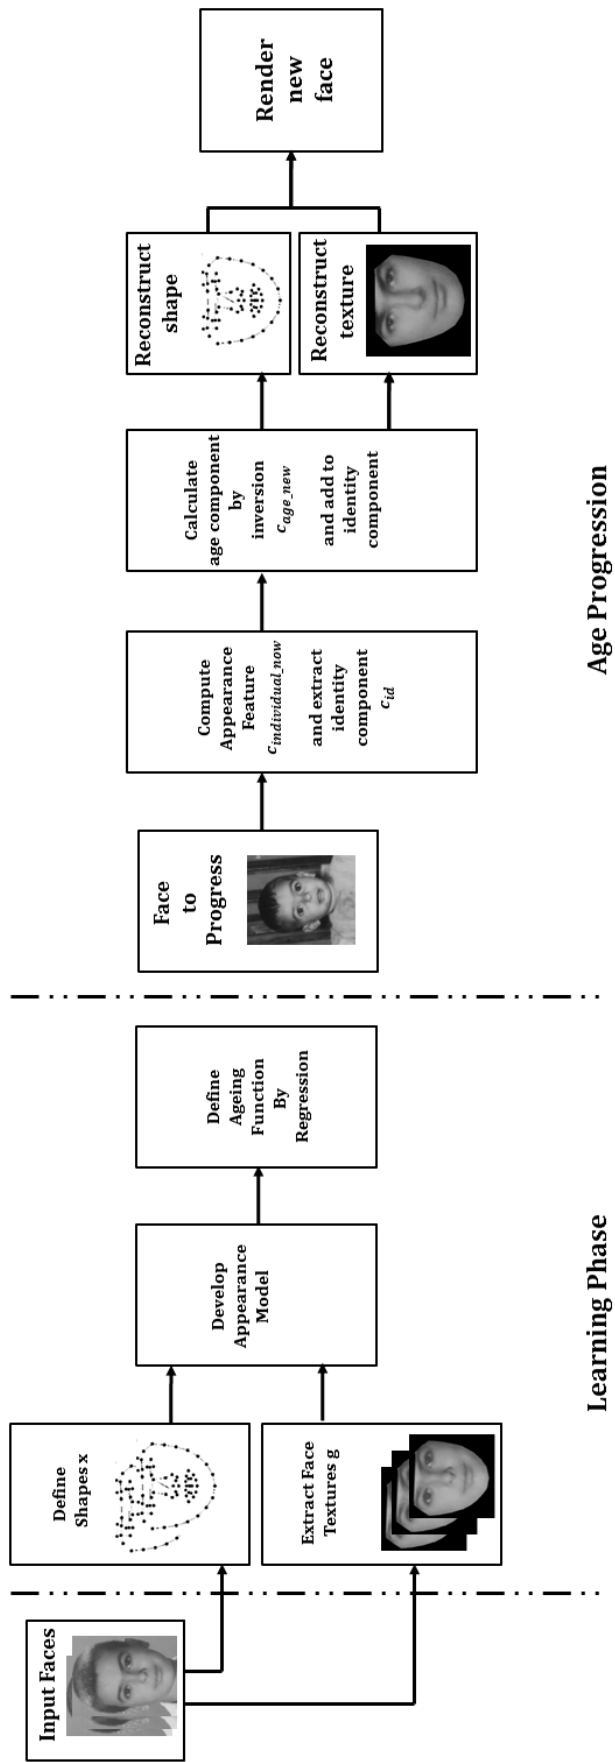 Input Faces
Define
Shapes x
Extract Face
Textures g
Develop
Appearance
Model
Define
Ageing
Function
By
Regression
Learning Phase
Face
to
Progress
Compute
Appearance
Feature
c_individual_now
and extract
identity
component
c_id
Calculate
age component
by
inversion
c_age_new
and add to
identity
component
Reconstruct
shape
Reconstruct
texture
Render
new
face
Age Progression